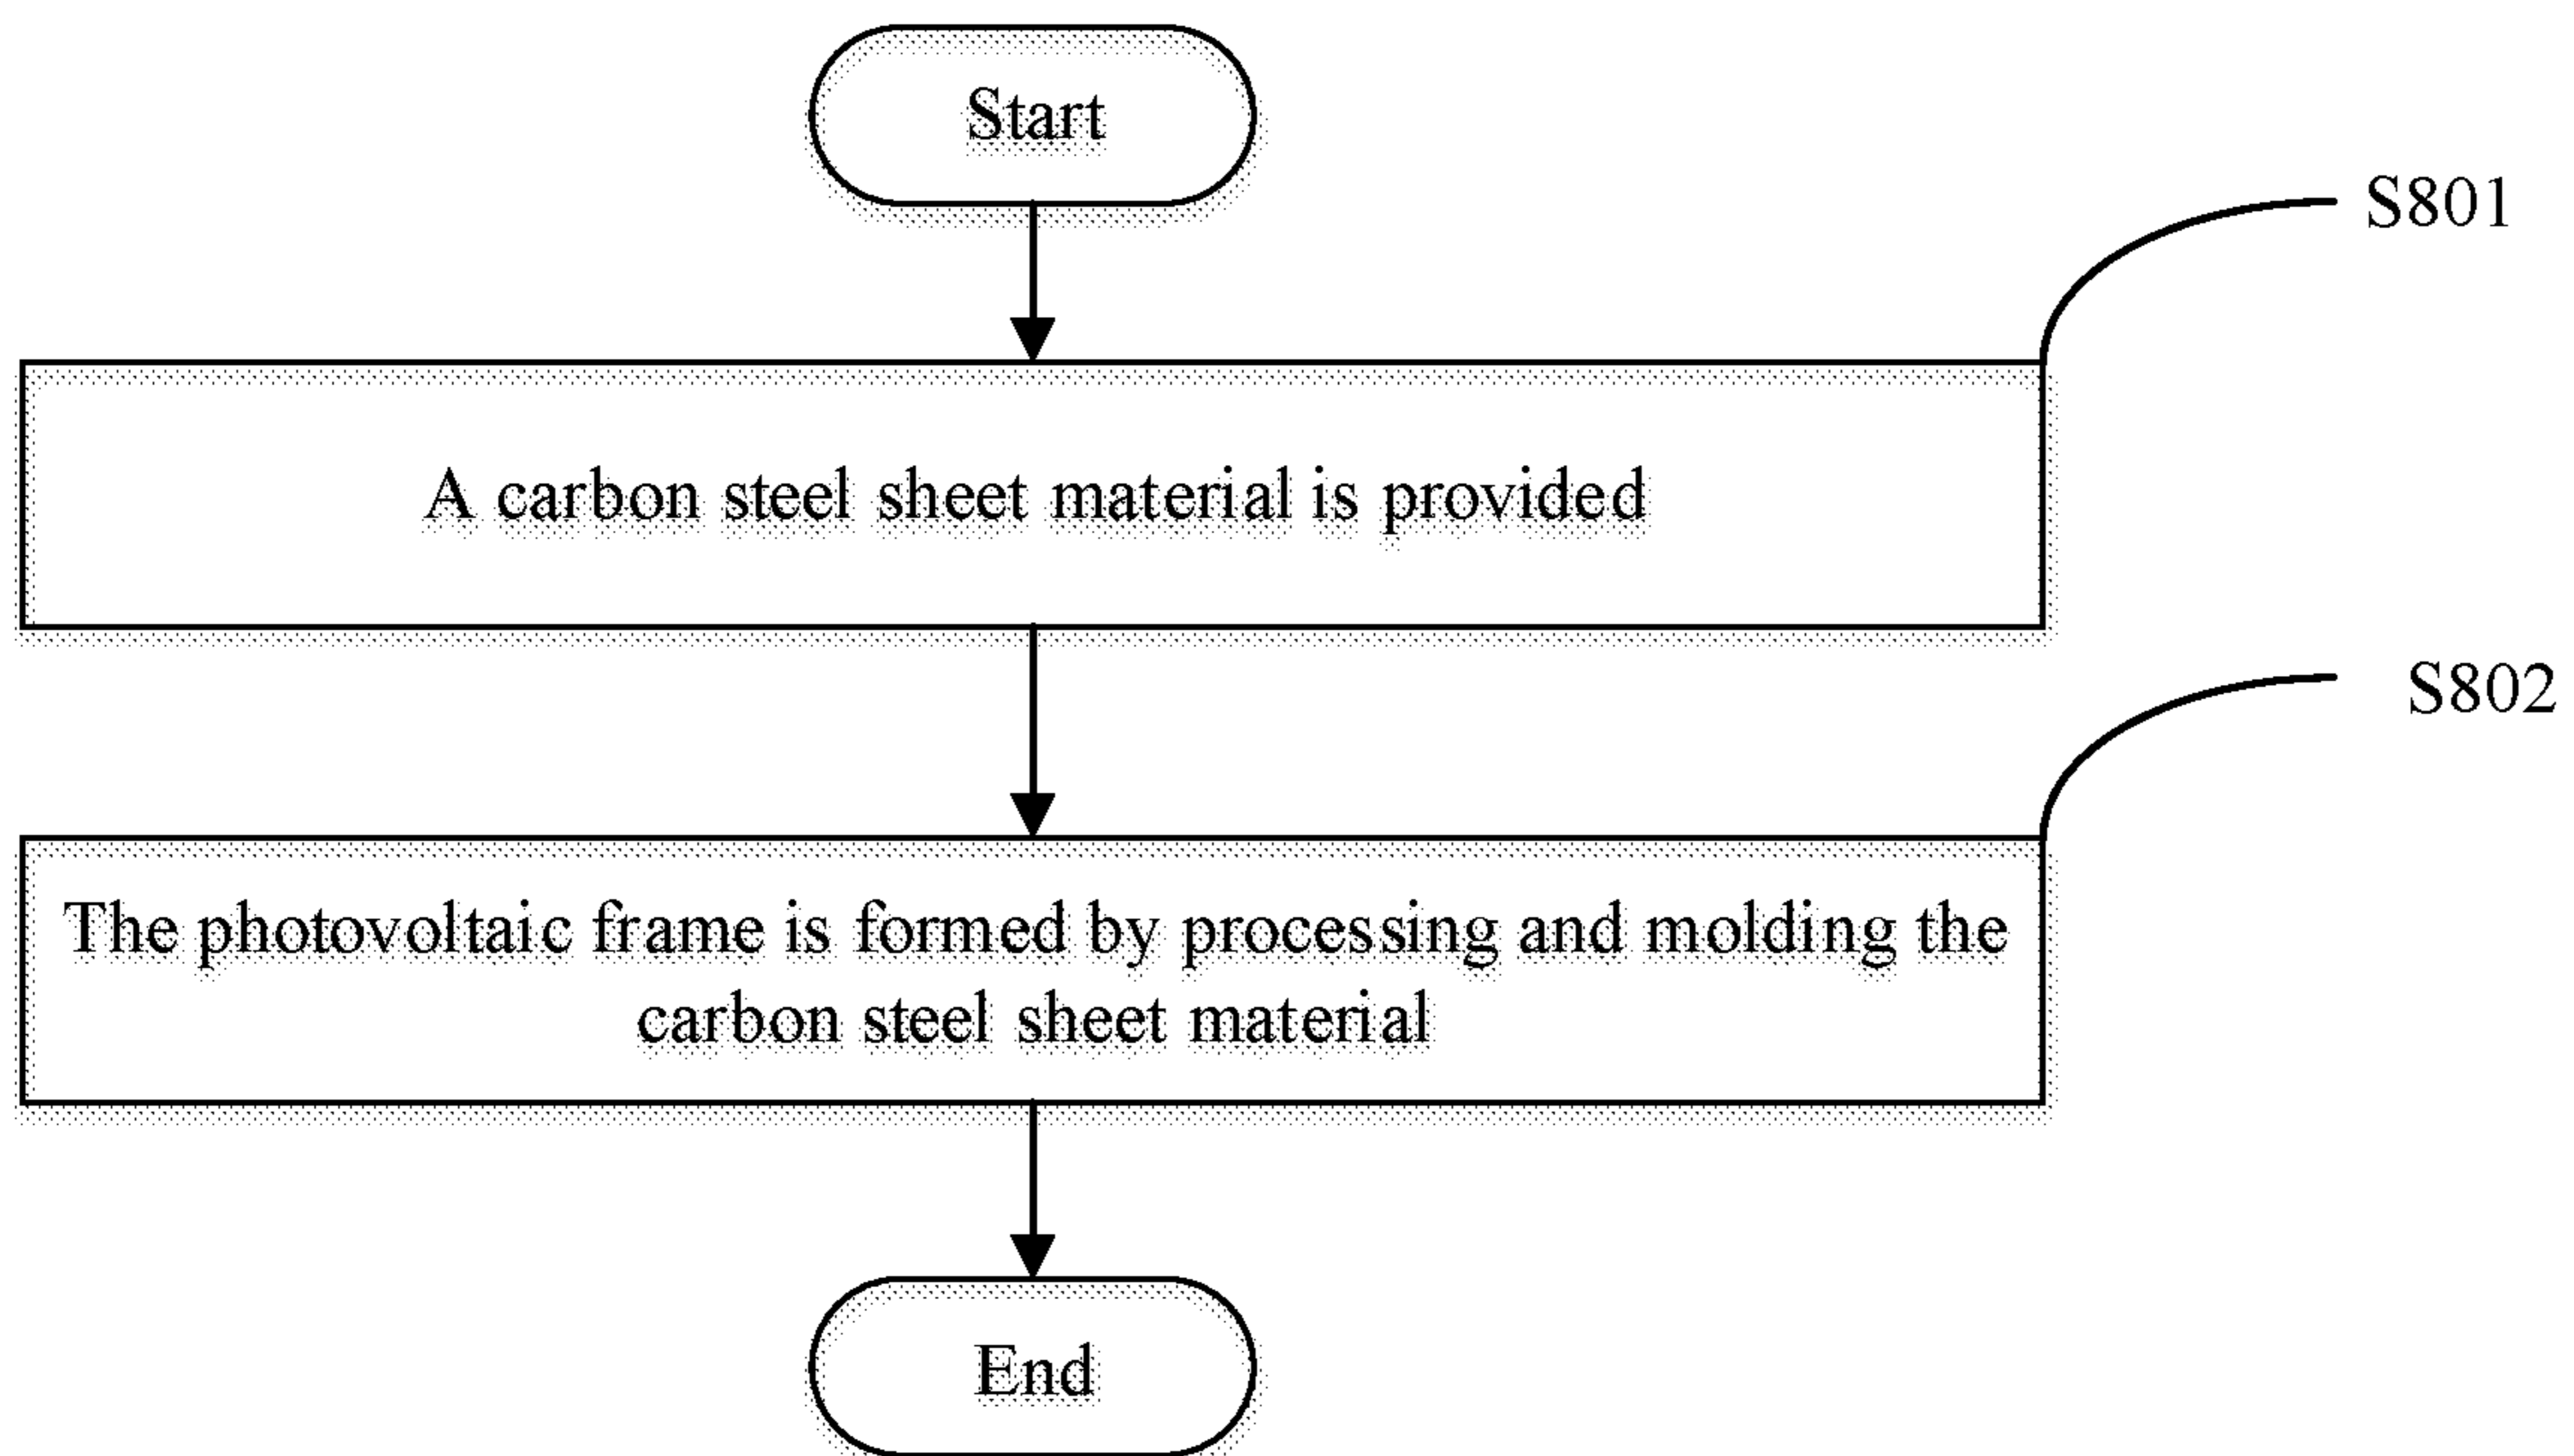 Start
S801
A carbon steel sheet material is provided
S802
The photovoltaic frame is formed by processing and molding the
carbon steel sheet material
End